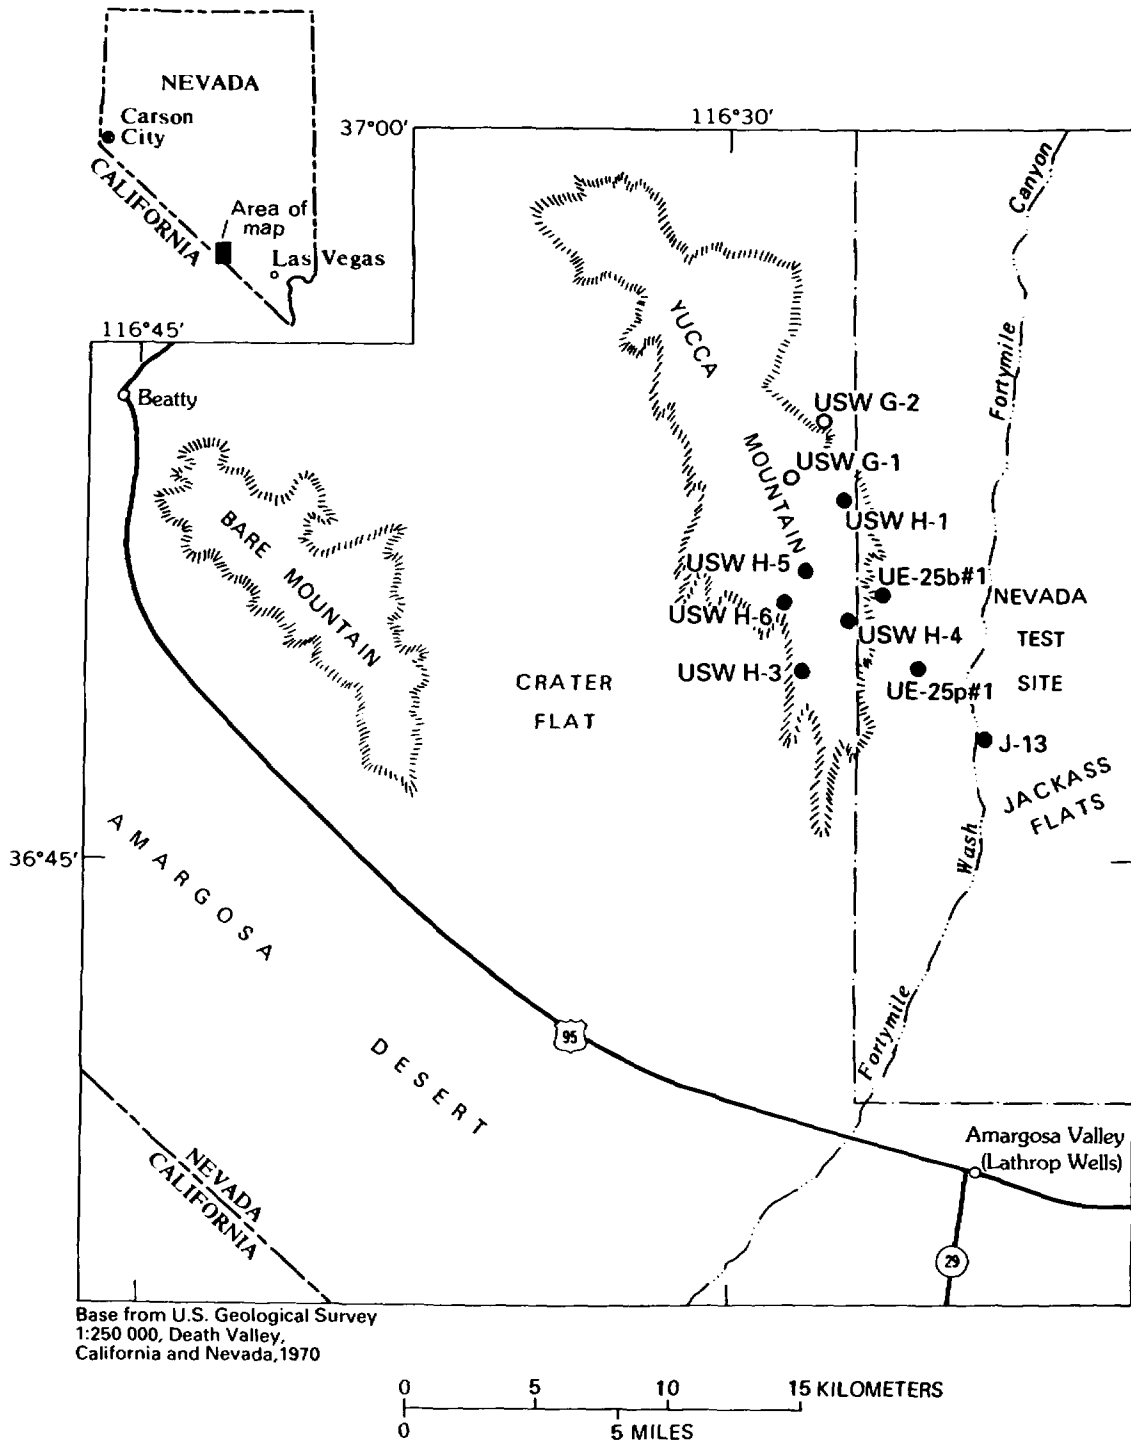 NEVADA
Carson
City
CALIFORNIA
Area of
map
Las Vegas
37°00'
116°30'
116°45'
Beatty
Canyon
Fortymile
YUCCA
MOUNTAIN
USW G-2
USW G-1
USW H-1
USW H-5
UE-25b#1
USW H-6
USW H-4
USW H-3
UE-25p#1
J-13
NEVADA
TEST
SITE
JACKASS
FLATS
BARE
MOUNTAIN
CRATER
FLAT
36°45'
AMARGOSA
DESERT
Wash
Fortymile
95
Amargosa Valley
(Lathrop Wells)
29
NEVADA
CALIFORNIA
Base from U.S. Geological Survey
1:250 000, Death Valley,
California and Nevada,1970
0 5 10 15 KILOMETERS
0 5 MILES